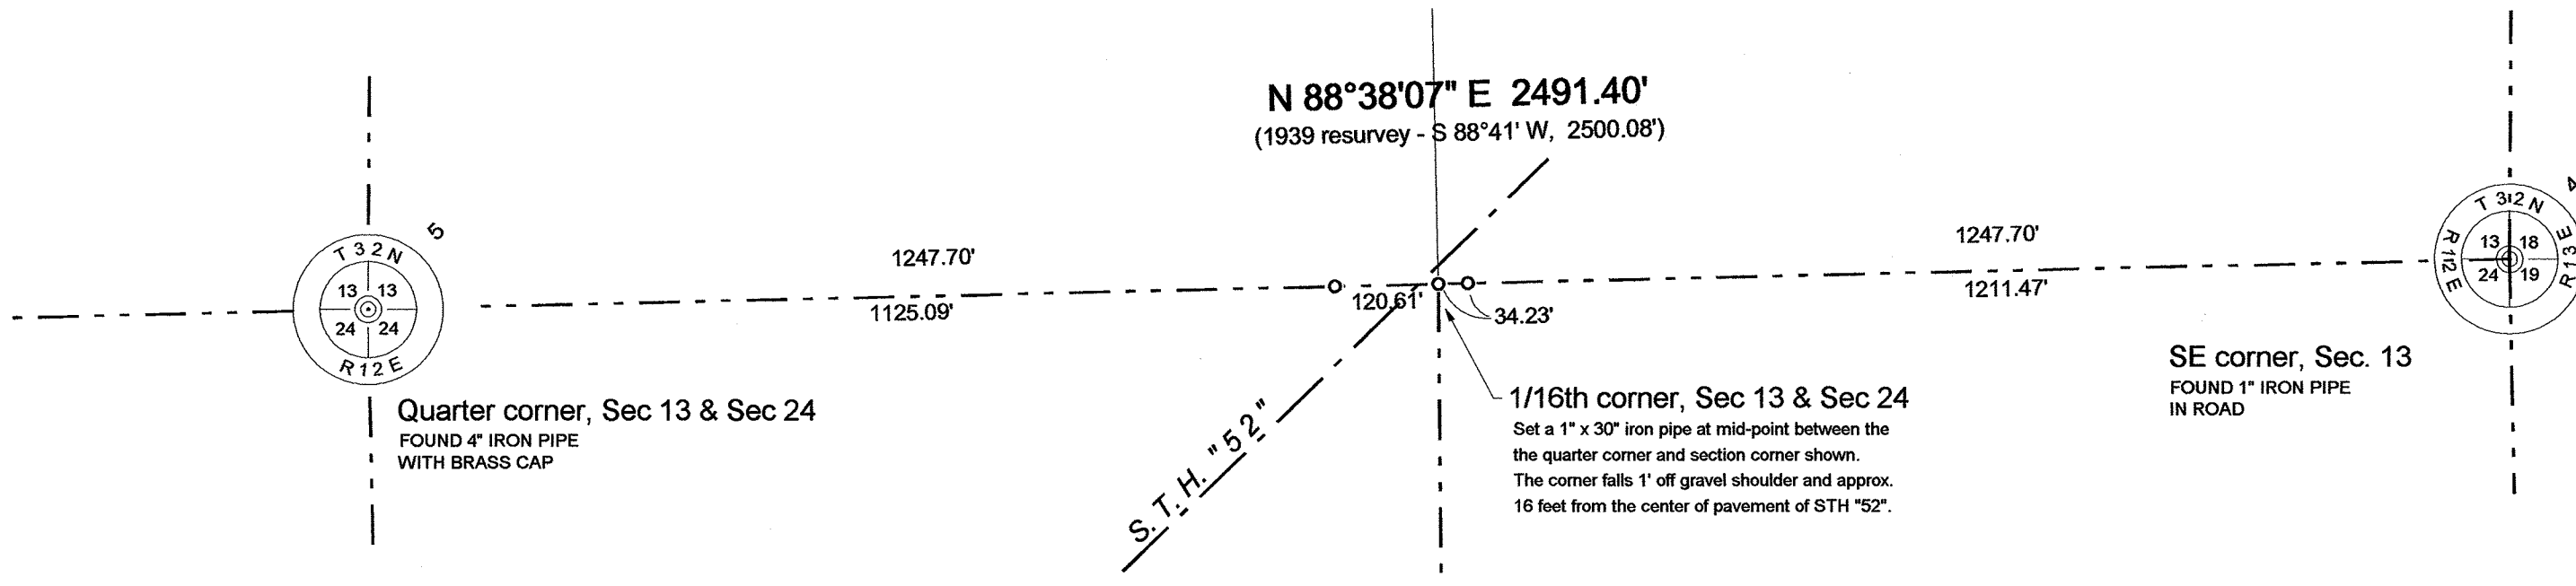 N 88°38'07" E 2491.40'
(1939 resurvey - S 88°41' W, 2500.08')
5
4
T 32 N
13 13
24 24
R 12 E
1247.70'
1125.09'
120.61'
34.23'
1247.70'
1211.47'
T 32 N
R 12 E
13 18
24 19
R 13 E
Quarter corner, Sec 13 & Sec 24
FOUND 4" IRON PIPE
WITH BRASS CAP
S. T. H. "52"
1/16th corner, Sec 13 & Sec 24
Set a 1" x 30" iron pipe at mid-point between the
the quarter corner and section corner shown.
The corner falls 1' off gravel shoulder and approx.
16 feet from the center of pavement of STH "52".
SE corner, Sec. 13
FOUND 1" IRON PIPE
IN ROAD